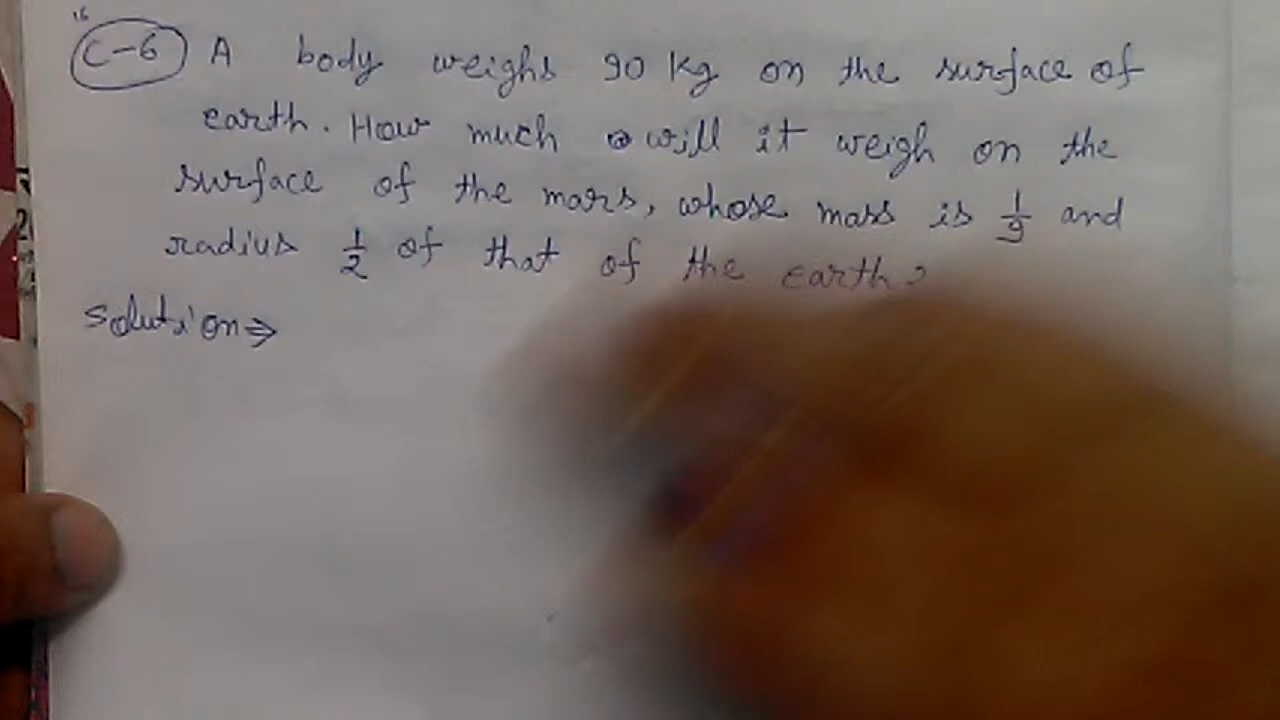 16
C-6 A body weighs 90 kg on the surface of
earth. How much will it weigh on the
surface of the mars, whose mass is 1/9 and
radius 1/2 of that of the earth?
Solution ⇒